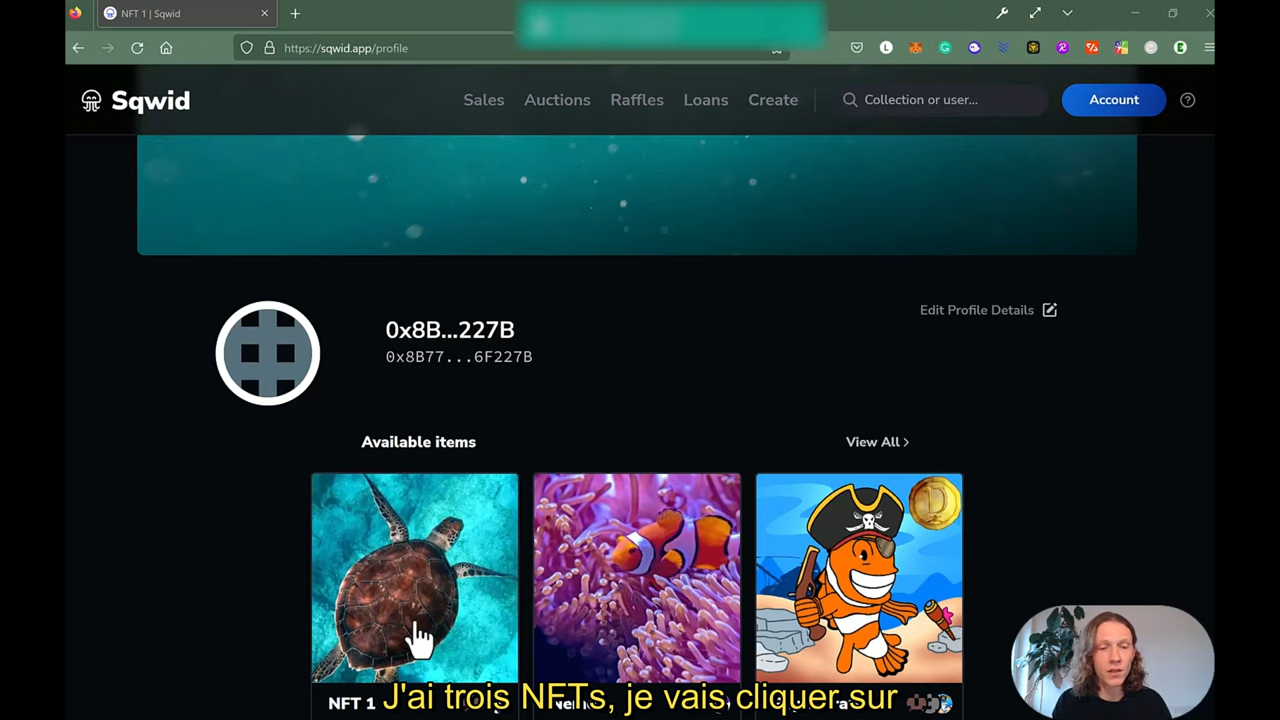 NFT 1 | Sqwid
https://sqwid.app/profile
Sqwid
Sales
Auctions
Raffles
Loans
Create
Collection or user...
Account
0x8B...227B
0x8B77...6F227B
Edit Profile Details
Available items
View All
NFT 1
J'ai trois NFTs, je vais cliquer sur